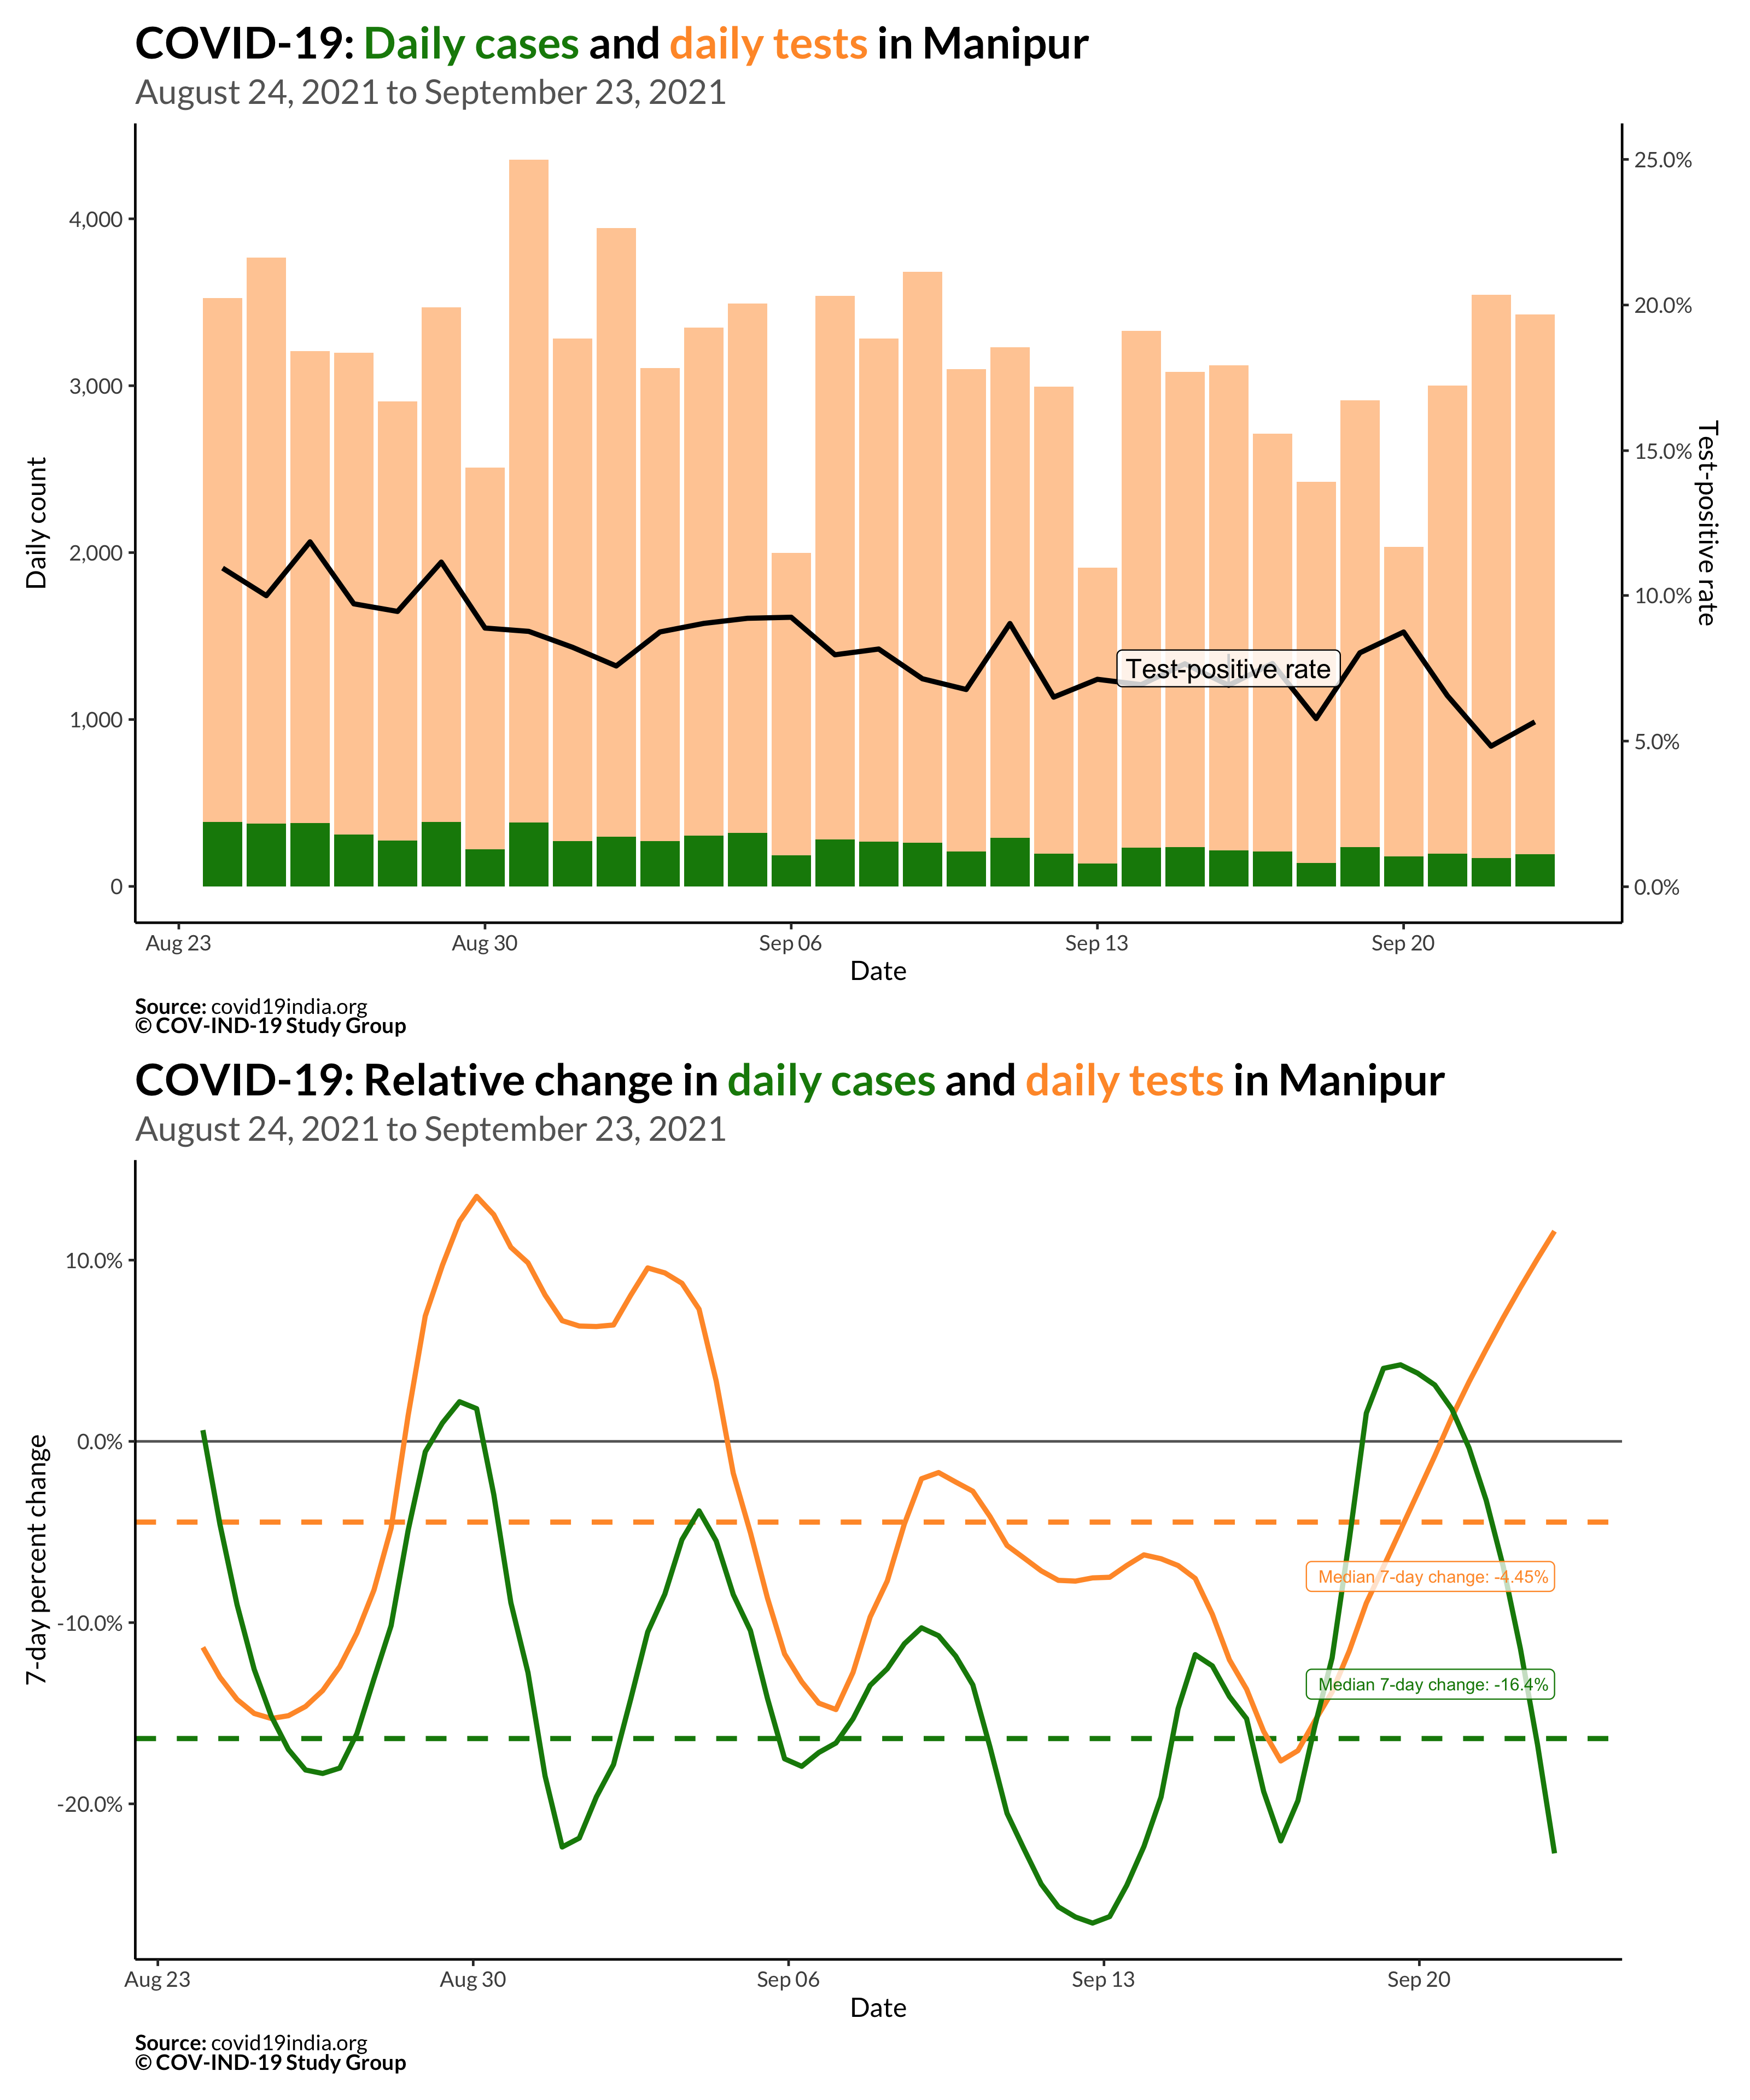 COVID-19: Daily cases and daily tests in Manipur
August 24, 2021 to September 23, 2021
Daily count
4,000
3,000
2,000
1,000
0
25.0%
20.0%
15.0%
10.0%
5.0%
0.0%
Test-positive rate
Test-positive rate
Aug 23
Aug 30
Sep 06
Sep 13
Sep 20
Date
Source: covid19india.org
© COV-IND-19 Study Group
COVID-19: Relative change in daily cases and daily tests in Manipur
August 24, 2021 to September 23, 2021
7-day percent change
10.0%
0.0%
-10.0%
-20.0%
Median 7-day change: -4.45%
Median 7-day change: -16.4%
Aug 23
Aug 30
Sep 06
Sep 13
Sep 20
Date
Source: covid19india.org
© COV-IND-19 Study Group